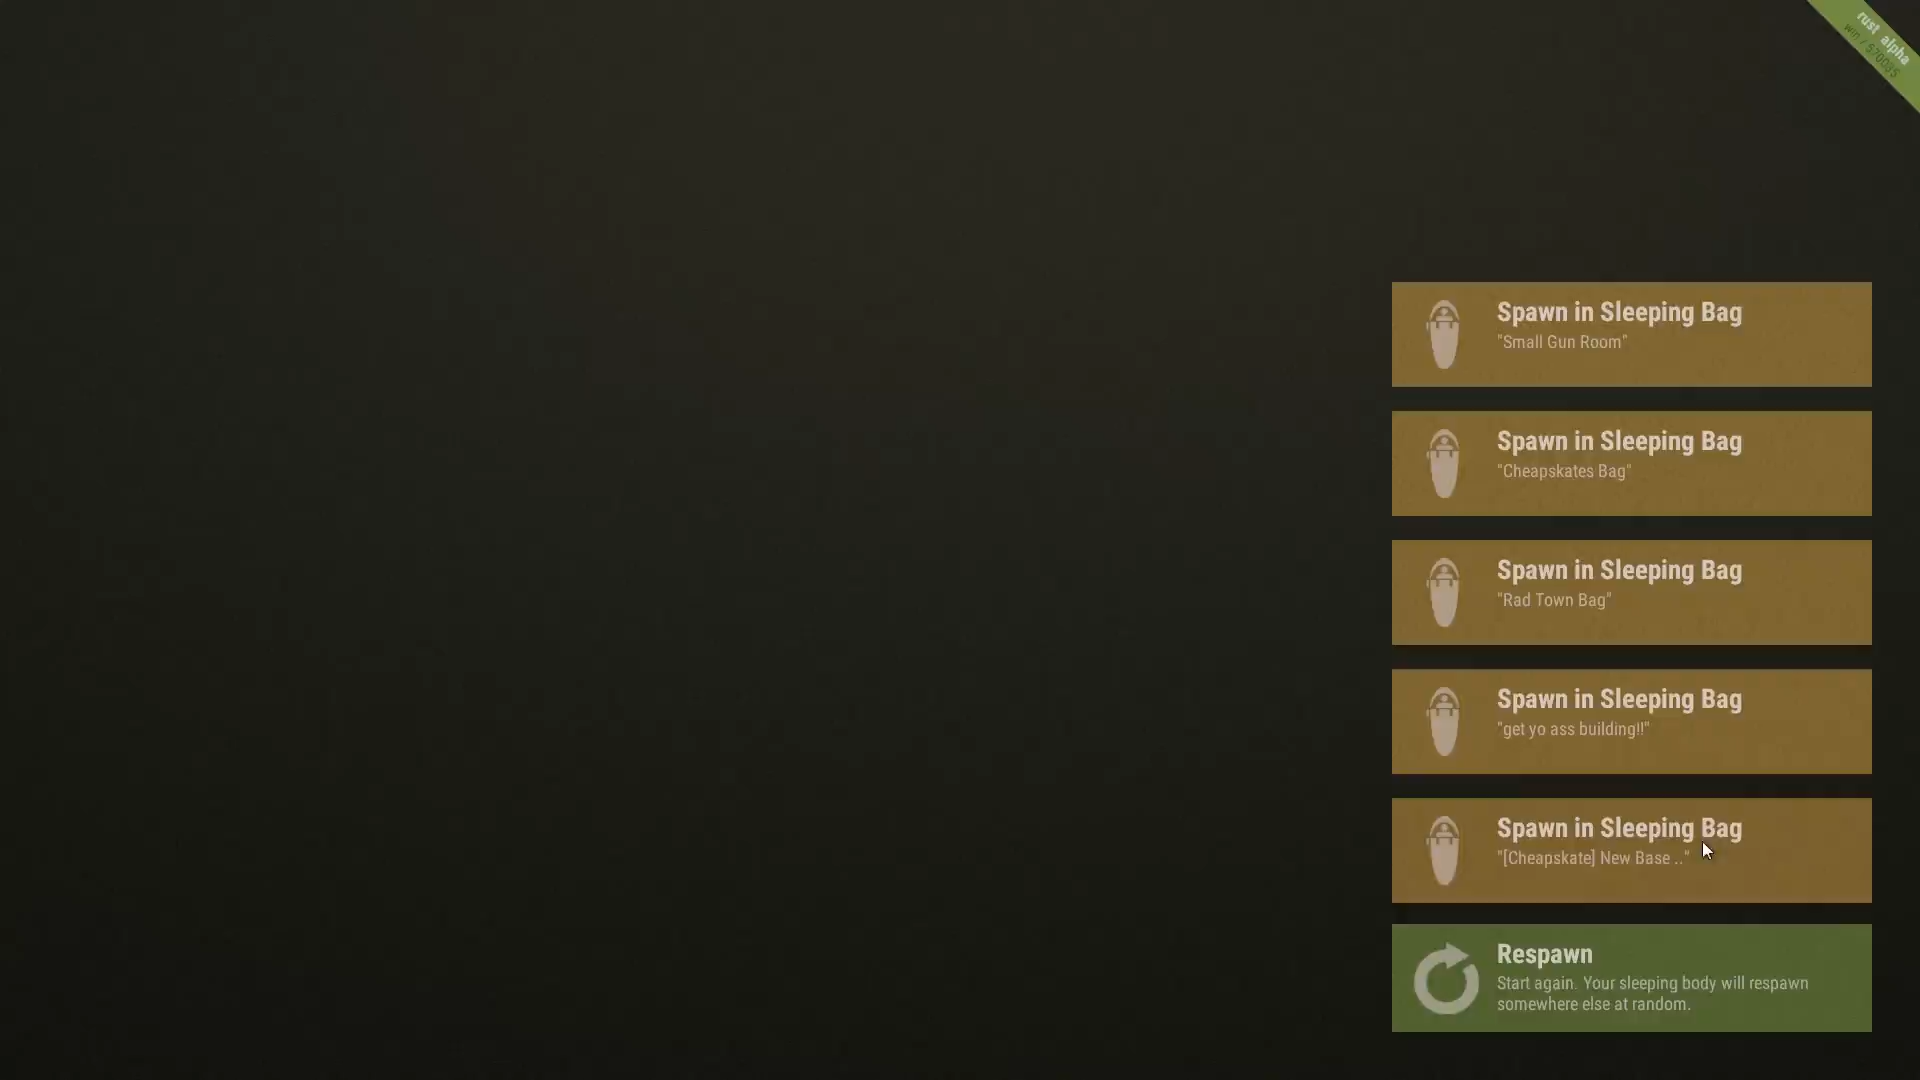 rust alpha
win / 570035
Spawn in Sleeping Bag
"Small Gun Room"
Spawn in Sleeping Bag
"Cheapskates Bag"
Spawn in Sleeping Bag
"Rad Town Bag"
Spawn in Sleeping Bag
"get yo ass building!!"
Spawn in Sleeping Bag
"[Cheapskate] New Base .."
Respawn
Start again. Your sleeping body will respawn
somewhere else at random.